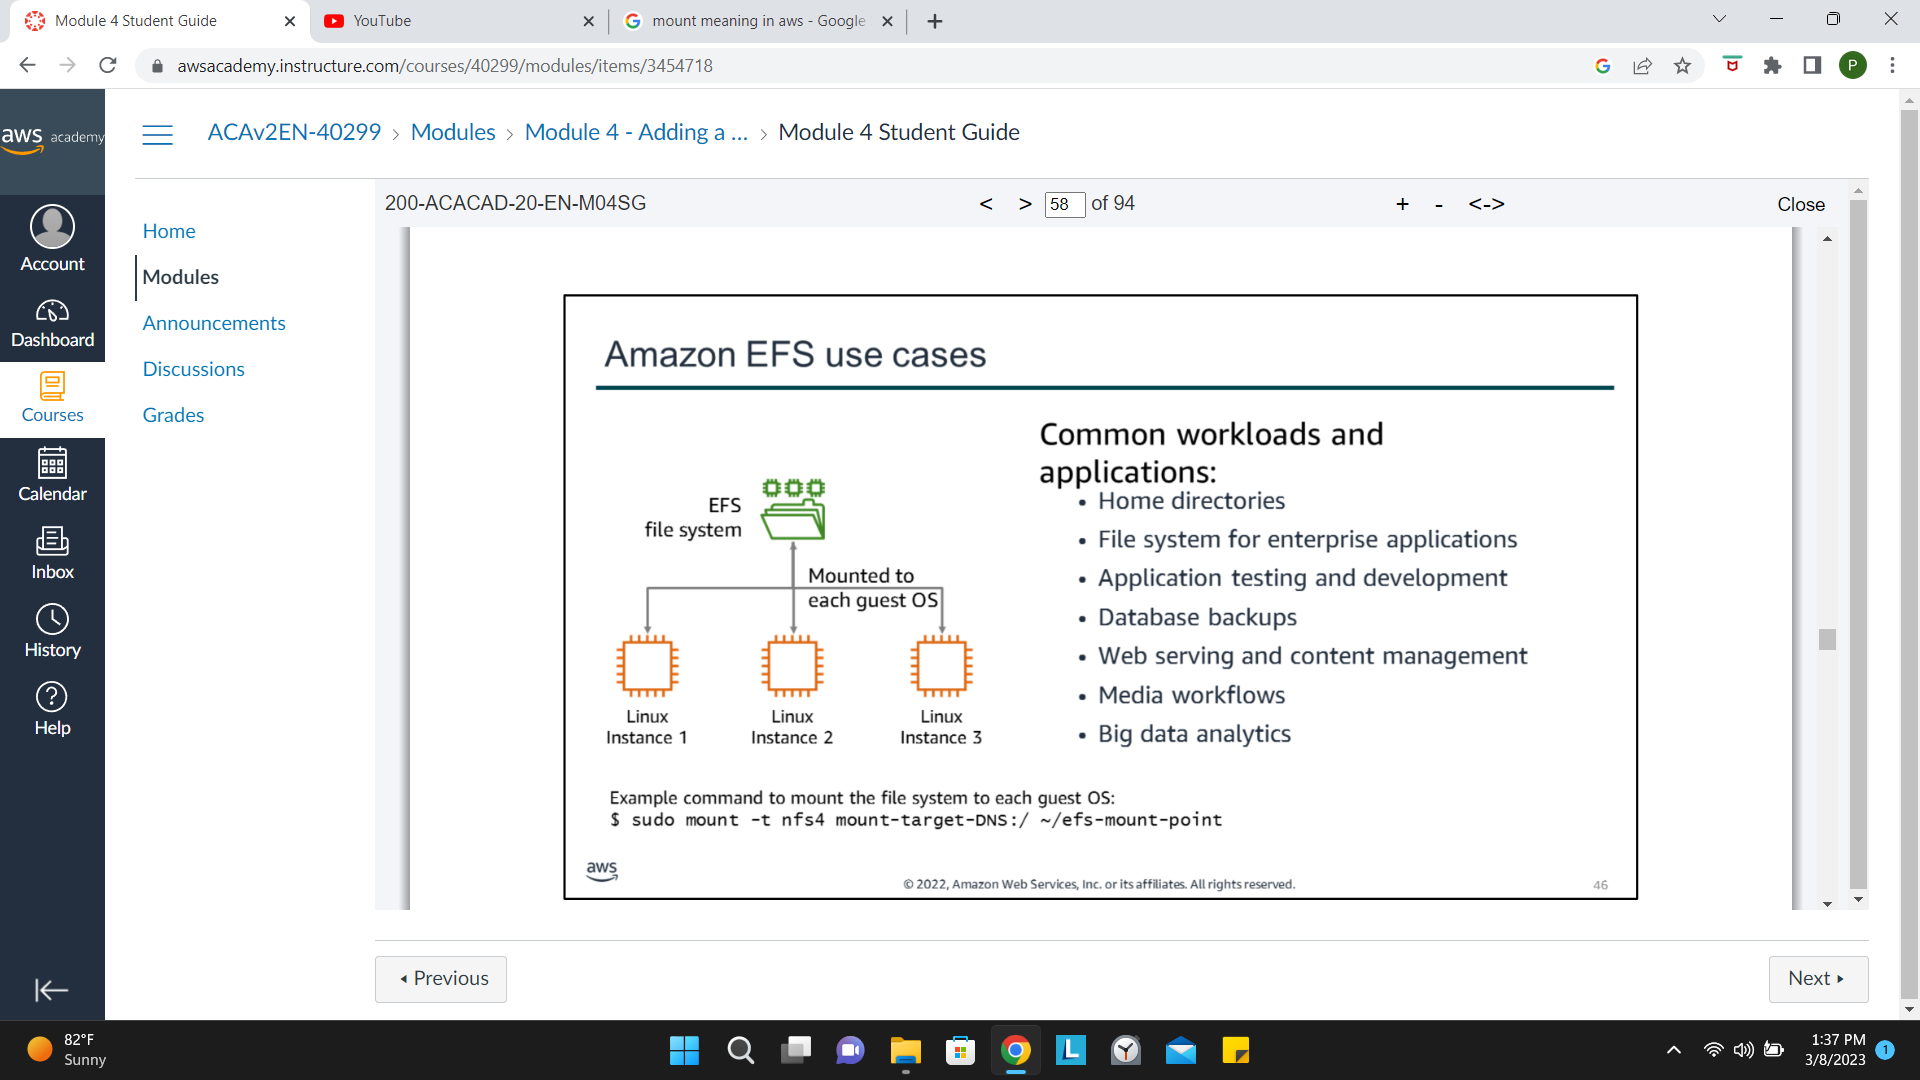 Module 4 Student Guide
YouTube
mount meaning in aws - Google
awsacademy.instructure.com/courses/40299/modules/items/3454718
P
aws academy
ACAv2EN-40299 > Modules > Module 4 - Adding a ... > Module 4 Student Guide
Account
Dashboard
Courses
Calendar
Inbox
History
Help
Home
Modules
Announcements
Discussions
Grades
200-ACACAD-20-EN-M04SG
< > 58 of 94
+ - <->
Close
Amazon EFS use cases
EFS
file system
Mounted to
each guest OS
Linux
Instance 1
Linux
Instance 2
Linux
Instance 3
Common workloads and
applications:
• Home directories
• File system for enterprise applications
• Application testing and development
• Database backups
• Web serving and content management
• Media workflows
• Big data analytics
Example command to mount the file system to each guest OS:
$ sudo mount -t nfs4 mount-target-DNS:/ ~/efs-mount-point
aws
© 2022, Amazon Web Services, Inc. or its affiliates. All rights reserved.
46
Previous
Next
82°F
Sunny
L
1:37 PM
3/8/2023
1